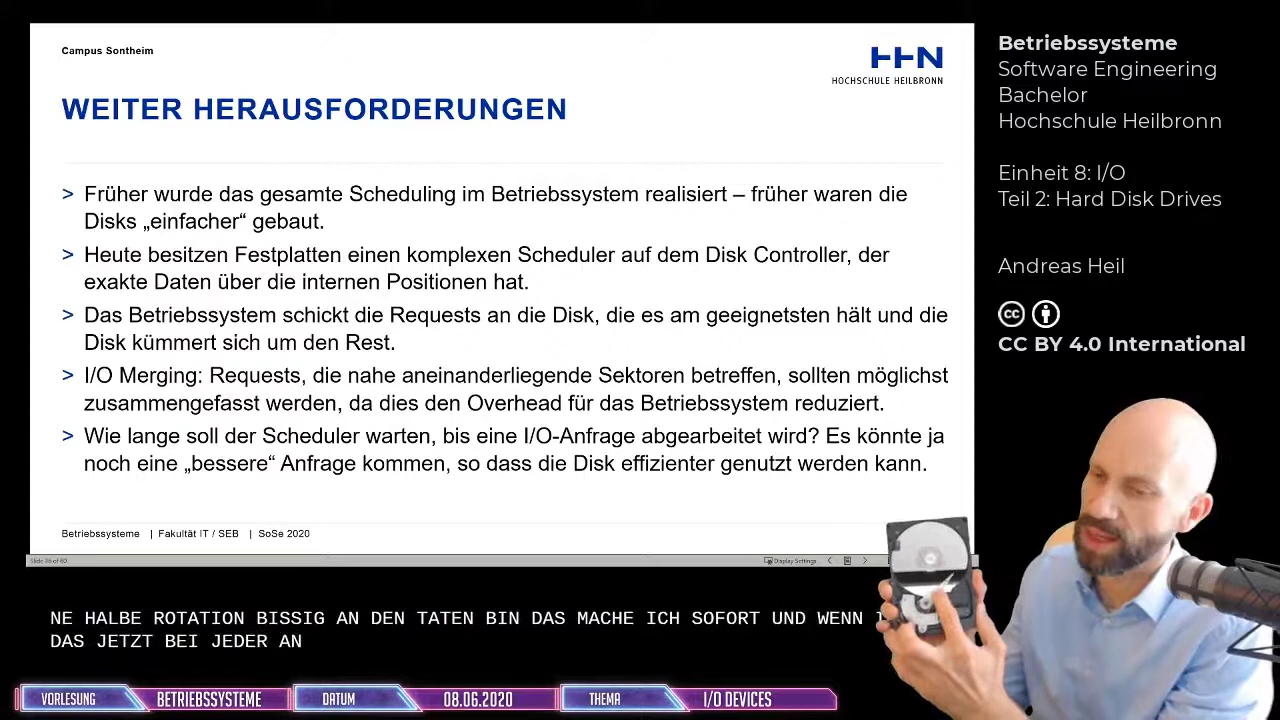 Campus Sontheim
HHN
HOCHSCHULE HEILBRONN
WEITER HERAUSFORDERUNGEN
> Früher wurde das gesamte Scheduling im Betriebssystem realisiert – früher waren die
Disks „einfacher“ gebaut.
> Heute besitzen Festplatten einen komplexen Scheduler auf dem Disk Controller, der
exakte Daten über die internen Positionen hat.
> Das Betriebssystem schickt die Requests an die Disk, die es am geeignetsten hält und die
Disk kümmert sich um den Rest.
> I/O Merging: Requests, die nahe aneinanderliegende Sektoren betreffen, sollten möglichst
zusammengefasst werden, da dies den Overhead für das Betriebssystem reduziert.
> Wie lange soll der Scheduler warten, bis eine I/O-Anfrage abgearbeitet wird? Es könnte ja
noch eine „bessere“ Anfrage kommen, so dass die Disk effizienter genutzt werden kann.
Betriebssysteme | Fakultät IT / SEB | SoSe 2020
Display Settings
Betriebssysteme
Software Engineering
Bachelor
Hochschule Heilbronn
Einheit 8: I/O
Teil 2: Hard Disk Drives
Andreas Heil
cc
CC BY 4.0 International
NE HALBE ROTATION BISSIG AN DEN TATEN BIN DAS MACHE ICH SOFORT UND WENN
DAS JETZT BEI JEDER AN
VORLESUNG BETRIEBSSYSTEME DATUM 08.06.2020 THEMA I/O DEVICES